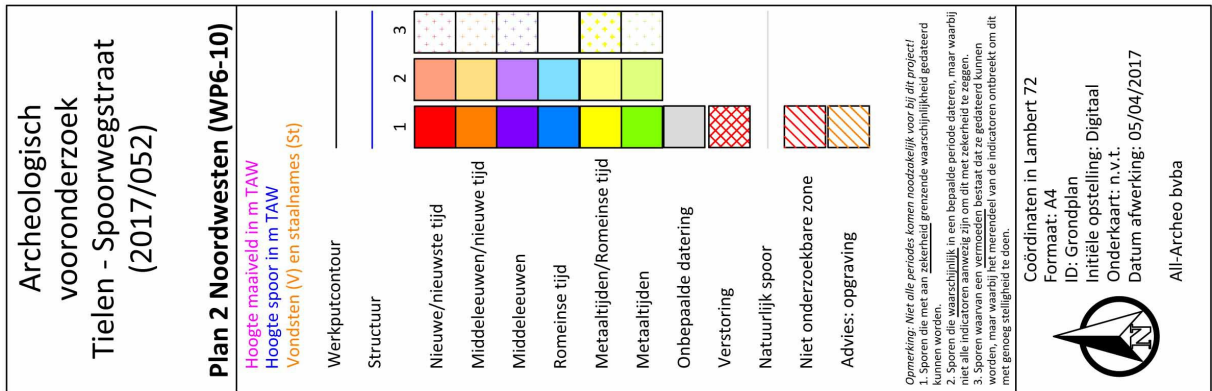 Archeologisch
vooronderzoek
Tielen - Spoorwegstraat
(2017/052)
Plan 2 Noordwesten (WP6-10)
Hoogte maaiveld in m TAW
Hoogte spoor in m TAW
Vondsten (V) en staalnames (St)
Werkputcontour
Structuur
1 2 3
Nieuwe/nieuwste tijd
Middeleeuwen/nieuwe tijd
Middeleeuwen
Romeinse tijd
Metaaltijden/Romeinse tijd
Metaaltijden
Onbepaalde datering
Verstoring
Natuurlijk spoor
Niet onderzoekbare zone
Advies: opgraving
Opmerking: Niet alle periodes komen noodzakelijk voor bij dit project!
1. Sporen die met aan zekerheid grenzende waarschijnlijkheid gedateerd
kunnen worden.
2. Sporen die waarschijnlijk in een bepaalde periode dateren, maar waarbij
niet alle indicatoren aanwezig zijn om dit met zekerheid te zeggen.
3. Sporen waarvan een vermoeden bestaat dat ze gedateerd kunnen
worden, maar waarbij het merendeel van de indicatoren ontbreekt om dit
met genoeg stelligheid te doen.
N
Coördinaten in Lambert 72
Formaat: A4
ID: Grondplan
Initiële opstelling: Digitaal
Onderkaart: n.v.t.
Datum afwerking: 05/04/2017
All-Archeo bvba